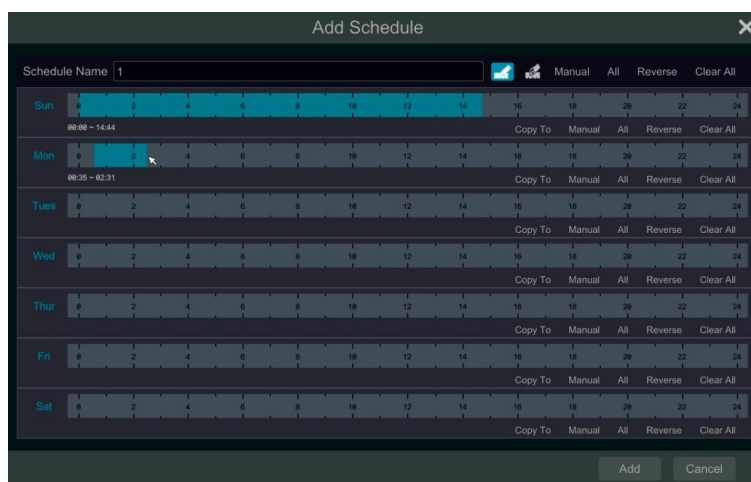 Add Schedule
Schedule Name 1 Manual All Reverse Clear All
Sun 0 2 4 6 8 10 12 14 16 18 20 22 24
00:00 ~ 14:44 Copy To Manual All Reverse Clear All
Mon 0 2 4 6 8 10 12 14 16 18 20 22 24
00:35 ~ 02:31 Copy To Manual All Reverse Clear All
Tues 0 2 4 6 8 10 12 14 16 18 20 22 24
Copy To Manual All Reverse Clear All
Wed 0 2 4 6 8 10 12 14 16 18 20 22 24
Copy To Manual All Reverse Clear All
Thur 0 2 4 6 8 10 12 14 16 18 20 22 24
Copy To Manual All Reverse Clear All
Fri 0 2 4 6 8 10 12 14 16 18 20 22 24
Copy To Manual All Reverse Clear All
Sat 0 2 4 6 8 10 12 14 16 18 20 22 24
Copy To Manual All Reverse Clear All
Add Cancel